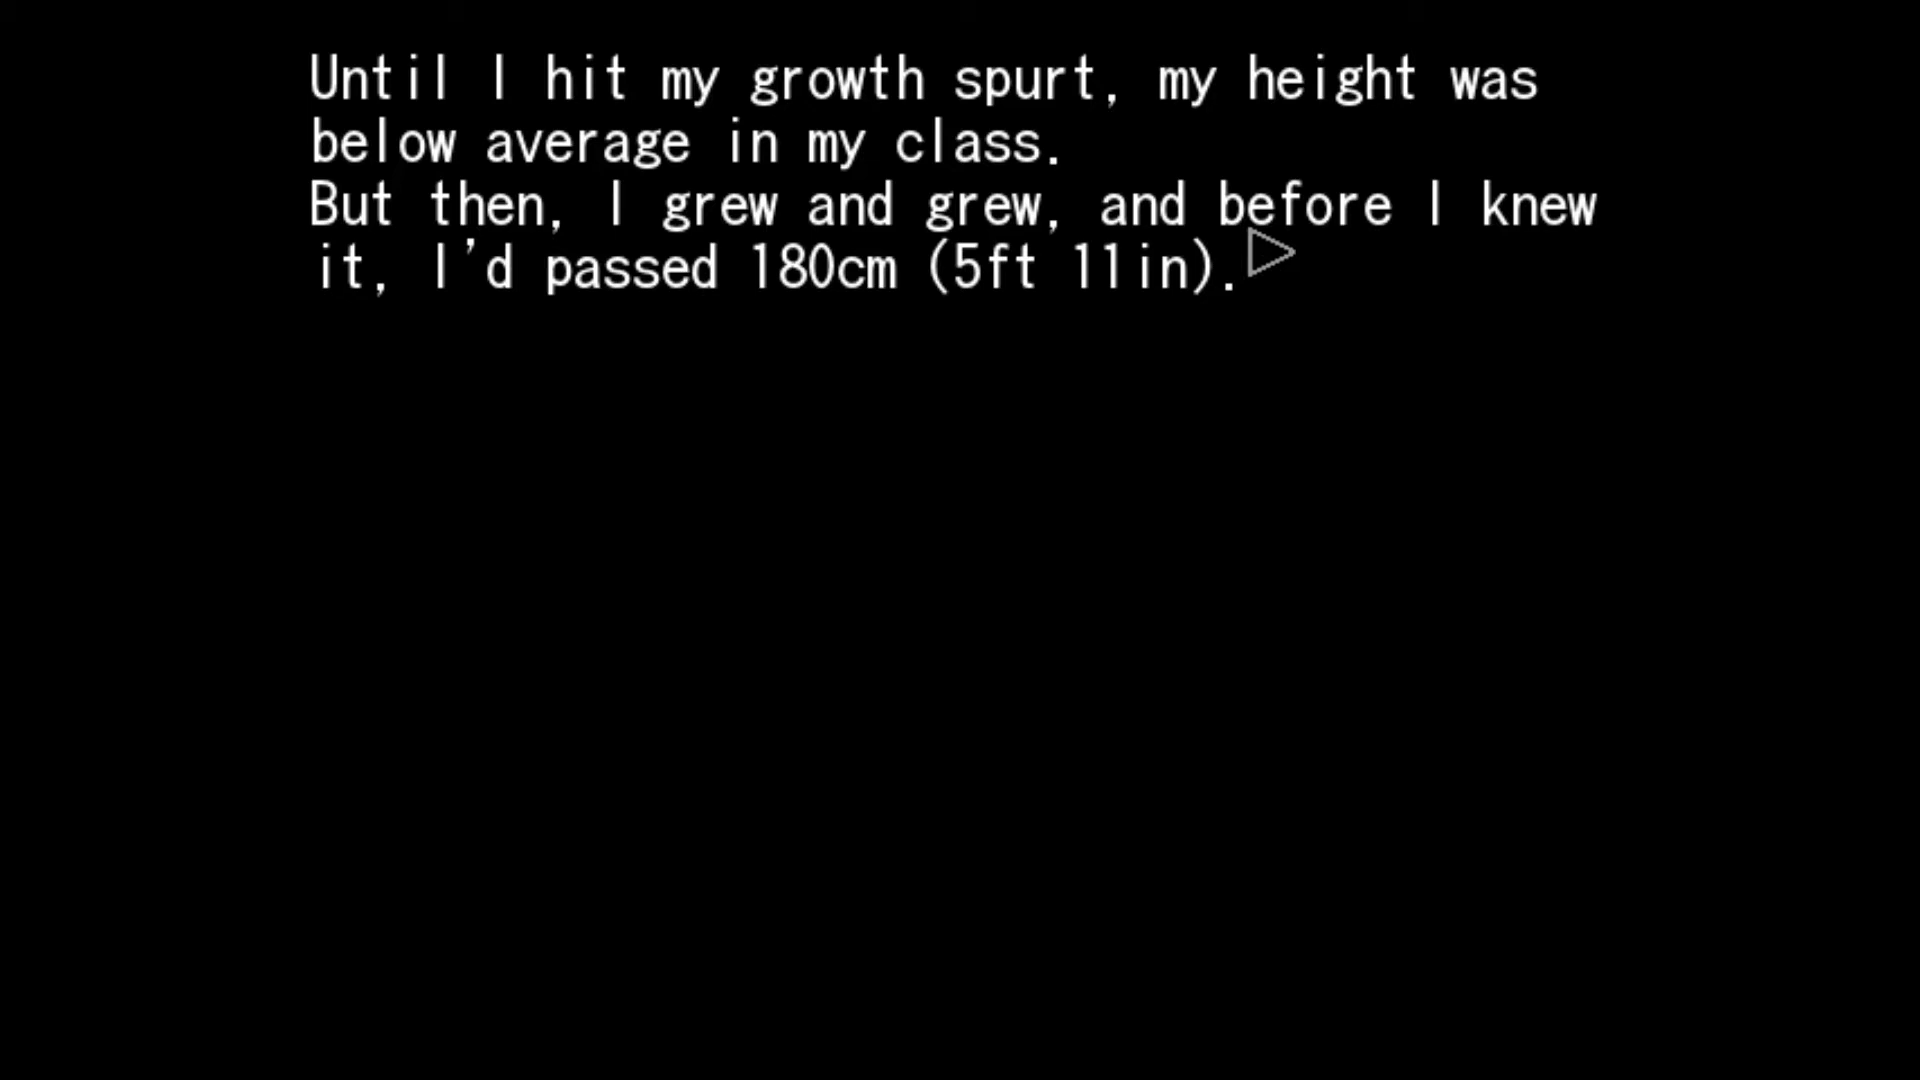 Until I hit my growth spurt, my height was
below average in my class.
But then, I grew and grew, and before I knew
it, I'd passed 180cm (5ft 11in).